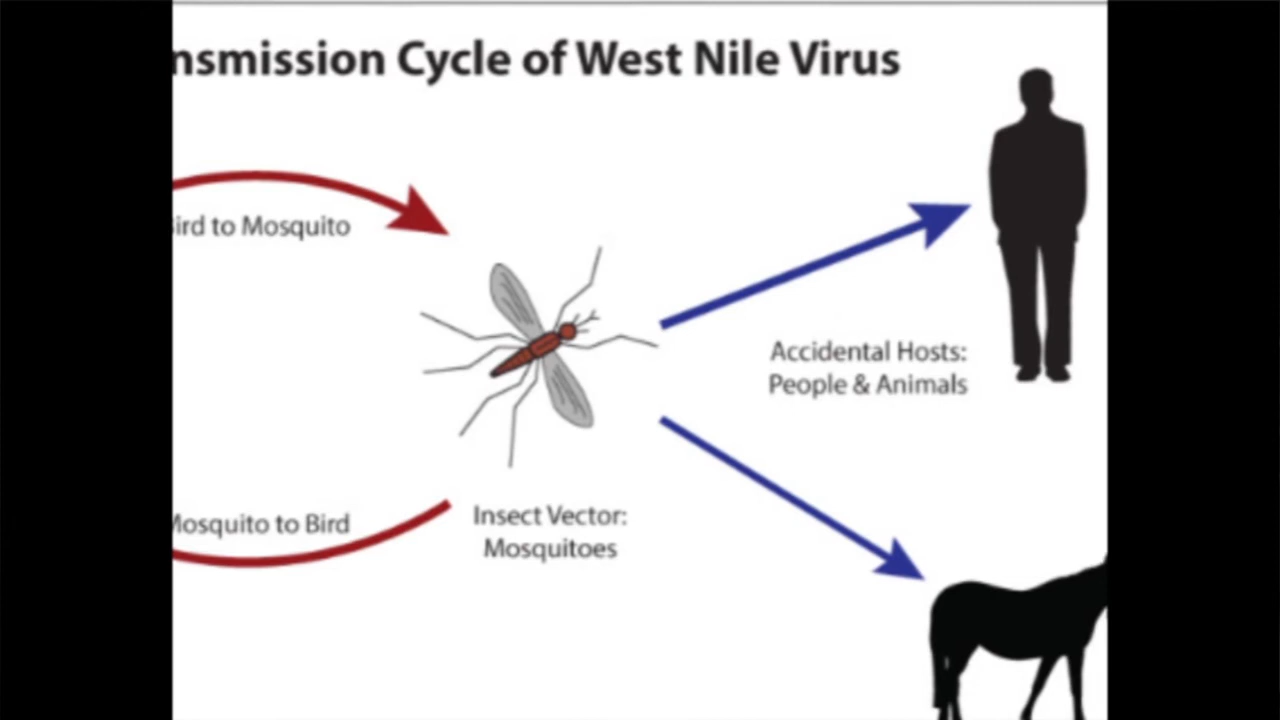 nsmission Cycle of West Nile Virus
ird to Mosquito
Accidental Hosts:
People & Animals
Mosquito to Bird
Insect Vector:
Mosquitoes